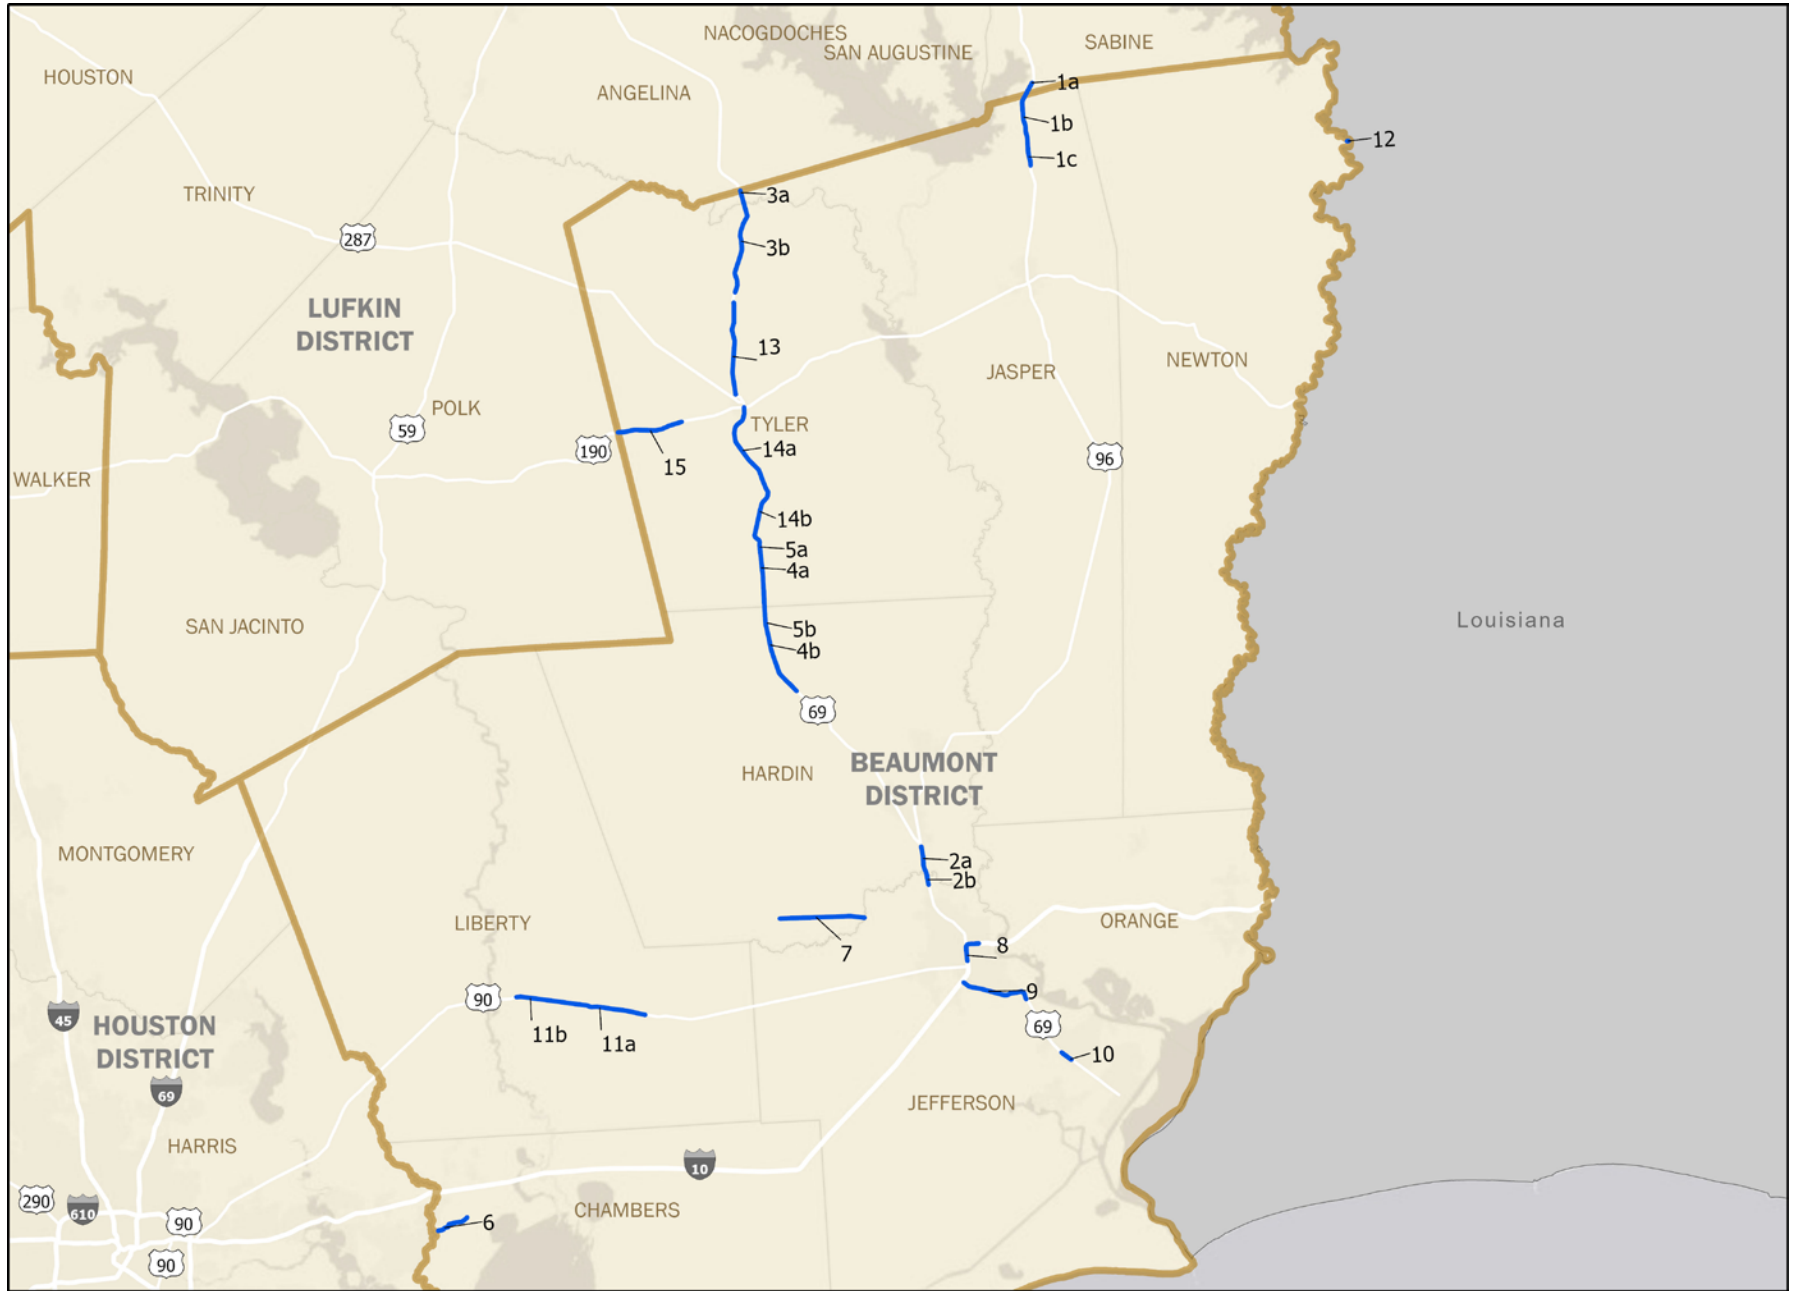 NACOGDOCHES
SABINE
SAN AUGUSTINE
HOUSTON
1a
ANGELINA
1b
12
1c
TRINITY
3a
287
3b
LUFKIN
DISTRICT
13
NEWTON
JASPER
POLK
TYLER
59
190
14a
96
15
WALKER
14b
5a
4a
Louisiana
SAN JACINTO
5b
4b
69
BEAUMONT
DISTRICT
HARDIN
MONTGOMERY
2a
2b
LIBERTY
ORANGE
7
8
9
90
45
HOUSTON
DISTRICT
69
11b
11a
10
69
JEFFERSON
HARRIS
10
290
610
90
CHAMBERS
6
90